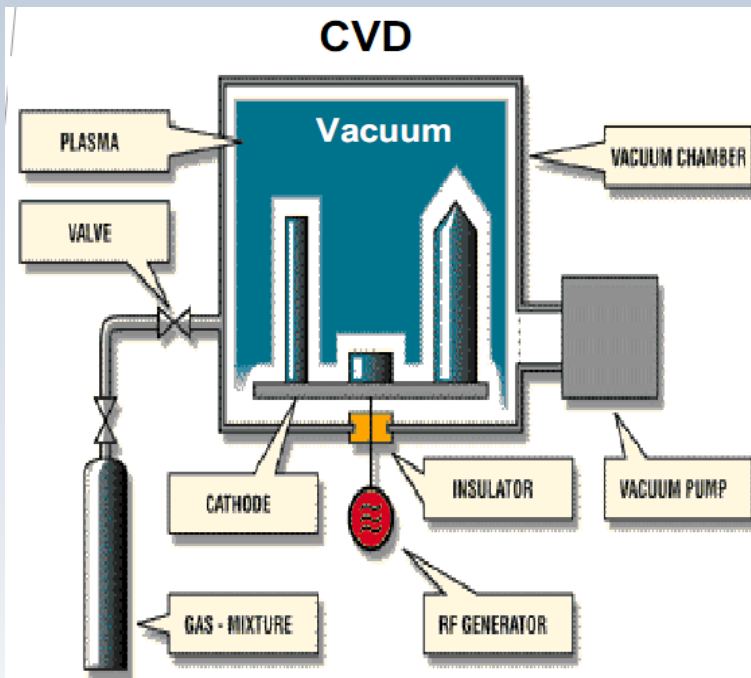 CVD
Vacuum
PLASMA
VACUUM CHAMBER
VALVE
CATHODE
INSULATOR
VACUUM PUMP
GAS - MIXTURE
RF GENERATOR